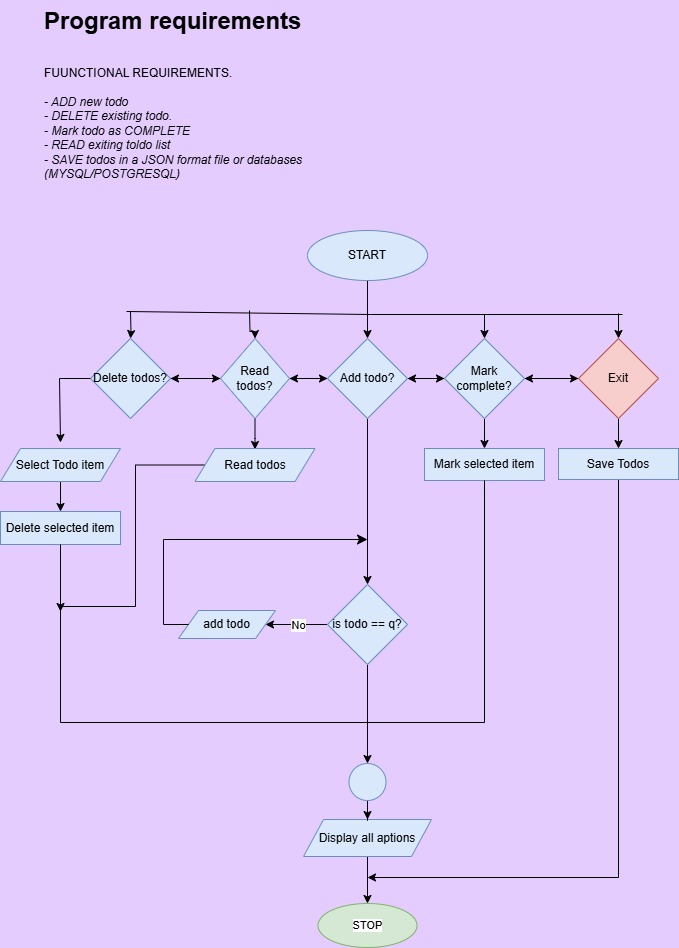 Program requirements
FUUNCTIONAL REQUIREMENTS.
- ADD new todo
- DELETE existing todo.
- Mark todo as COMPLETE
- READ exiting toldo list
- SAVE todos in a JSON format file or databases
(MYSQL/POSTGRESQL)
START
Delete todos?
Read
todos?
Add todo?
Mark
complete?
Exit
Select Todo item
Read todos
Mark selected item
Save Todos
Delete selected item
add todo
No
is todo == q?
Display all aptions
STOP